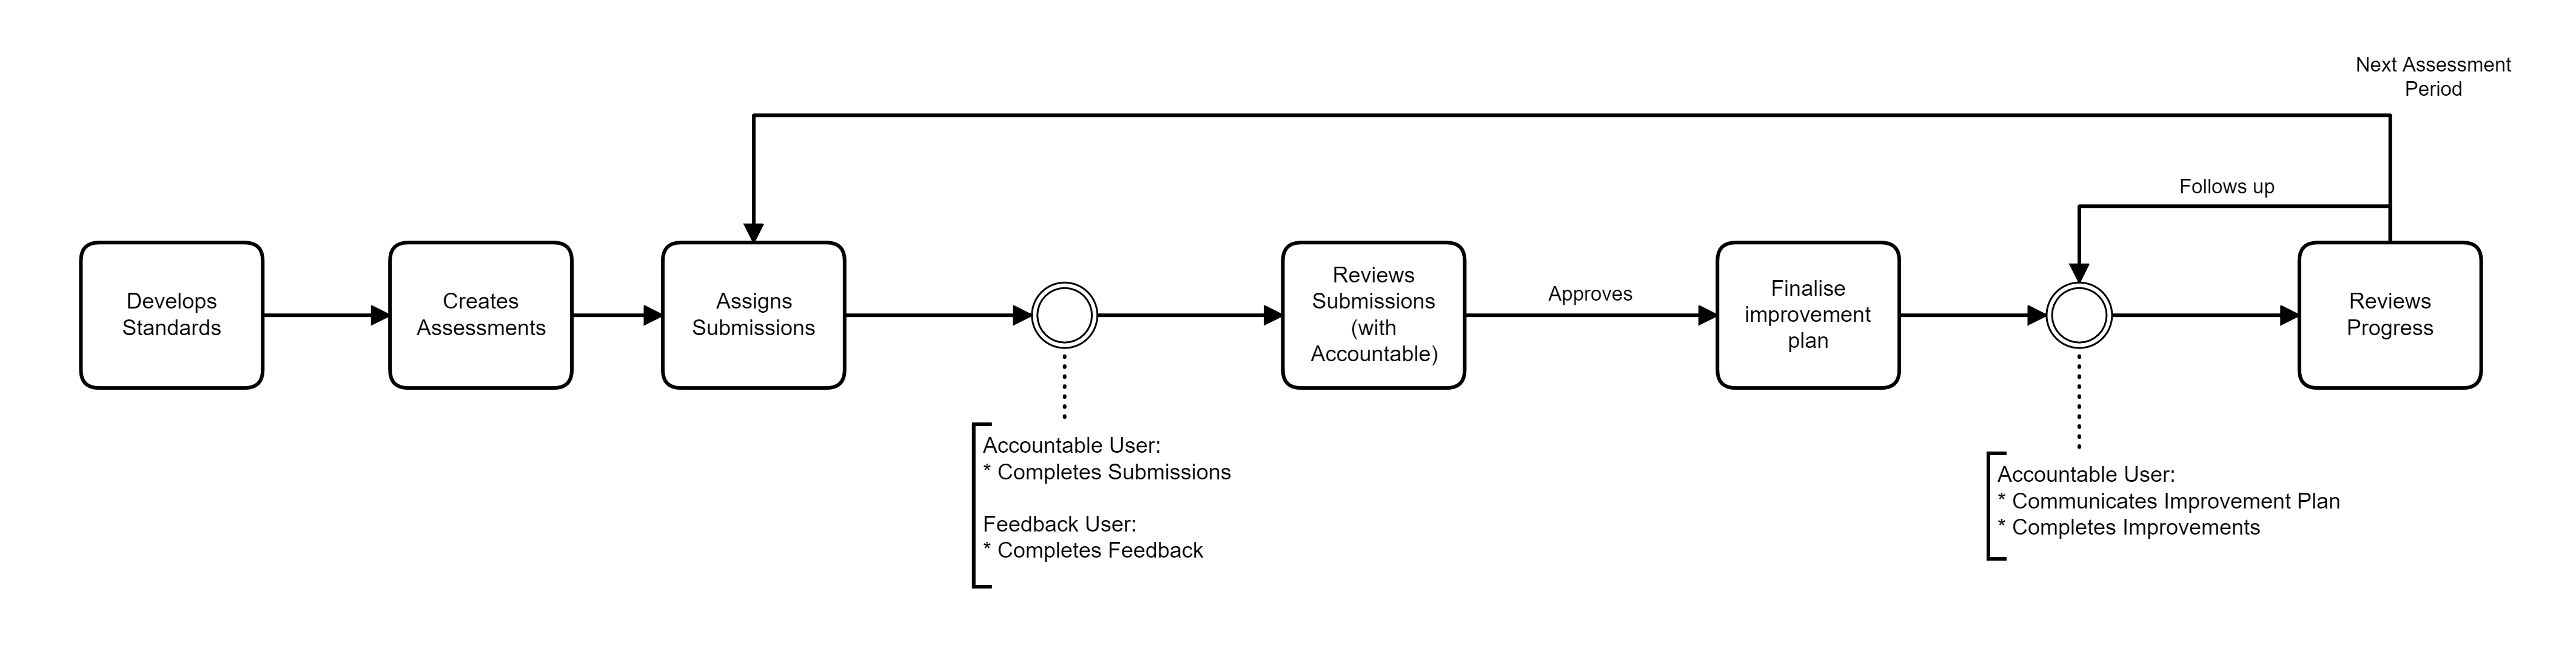 Next Assessment
Period
Follows up
Develops
Standards
Creates
Assessments
Assigns
Submissions
Reviews
Submissions
(with
Accountable)
Approves
Finalise
improvement
plan
Reviews
Progress
Accountable User:
* Completes Submissions
Feedback User:
* Completes Feedback
Accountable User:
* Communicates Improvement Plan
* Completes Improvements